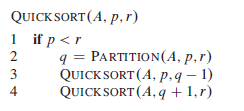 QUICKSORT(A, p, r)
1 if p < r
2 q = PARTITION(A, p, r)
3 QUICKSORT(A, p, q − 1)
4 QUICKSORT(A, q + 1, r)